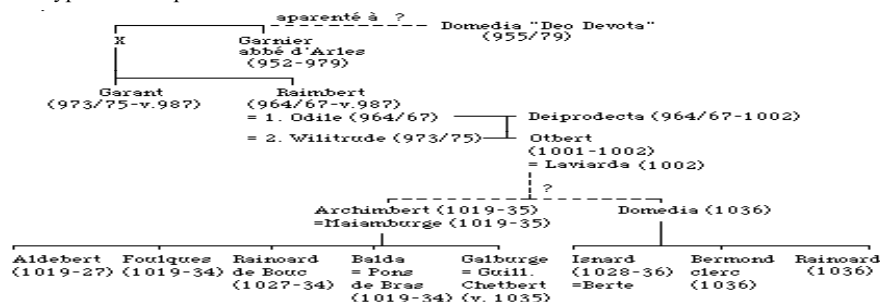 aparenté à ?
Domedia "Deo Devota"
(955/79)
X
Garnier
abbé d'Arles
(952-979)
Garant
(973/75-v.987)
Raimbert
(964/67-v.987)
= 1. Odile (964/67)
Deiprodecta (964/67-1002)
= 2. Wilitrude (973/75)
Otbert
(1001-1002)
= Laviarda (1002)
?
Archimbert (1019-35)
=Maiamburge (1019-35)
Domedia (1036)
Aldebert
(1019-27)
Foulques
(1019-34)
Rainoard
de Bouc
(1027-34)
Balda
= Pons
de Bras
(1019-34)
Galburge
= Guill.
Chetbert
(v. 1035)
Isnard
(1028-36)
=Berte
Bermond
clerc
(1036)
Rainoard
(1036)